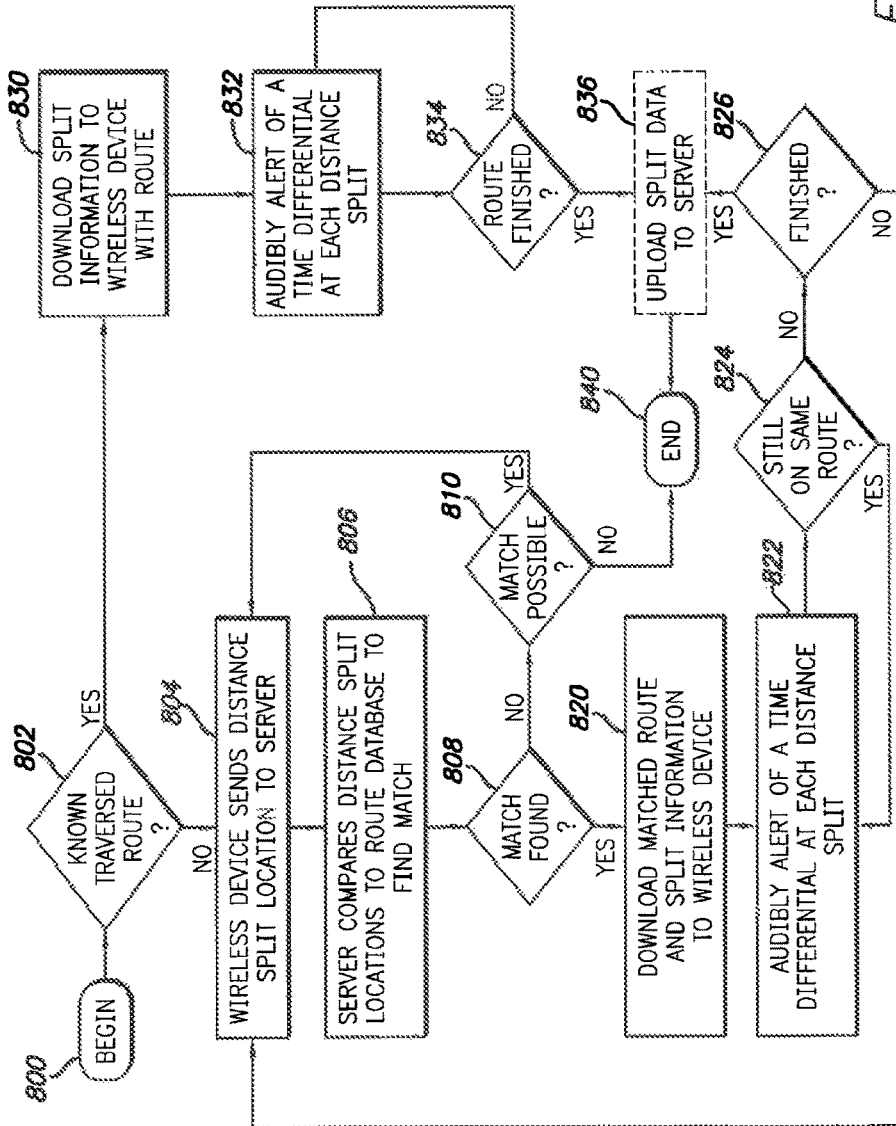 800
BEGIN
802
KNOWN
TRAVERSED
ROUTE
?
YES
NO
804
WIRELESS DEVICE SENDS DISTANCE
SPLIT LOCATION TO SERVER
806
SERVER COMPARES DISTANCE SPLIT
LOCATIONS TO ROUTE DATABASE TO
FIND MATCH
808
MATCH
FOUND
?
NO
YES
810
MATCH
POSSIBLE
?
YES
NO
840
END
820
DOWNLOAD MATCHED ROUTE
AND SPLIT INFORMATION
TO WIRELESS DEVICE
822
AUDIBLY ALERT OF A TIME
DIFFERENTIAL AT EACH DISTANCE
SPLIT
824
STILL
ON SAME
ROUTE
?
NO
YES
826
FINISHED
?
YES
NO
830
DOWNLOAD SPLIT
INFORMATION TO
WIRELESS DEVICE
WITH ROUTE
832
AUDIBLY ALERT OF A
TIME DIFFERENTIAL
AT EACH DISTANCE
SPLIT
834
ROUTE
FINISHED
?
NO
YES
836
UPLOAD SPLIT DATA
TO SERVER